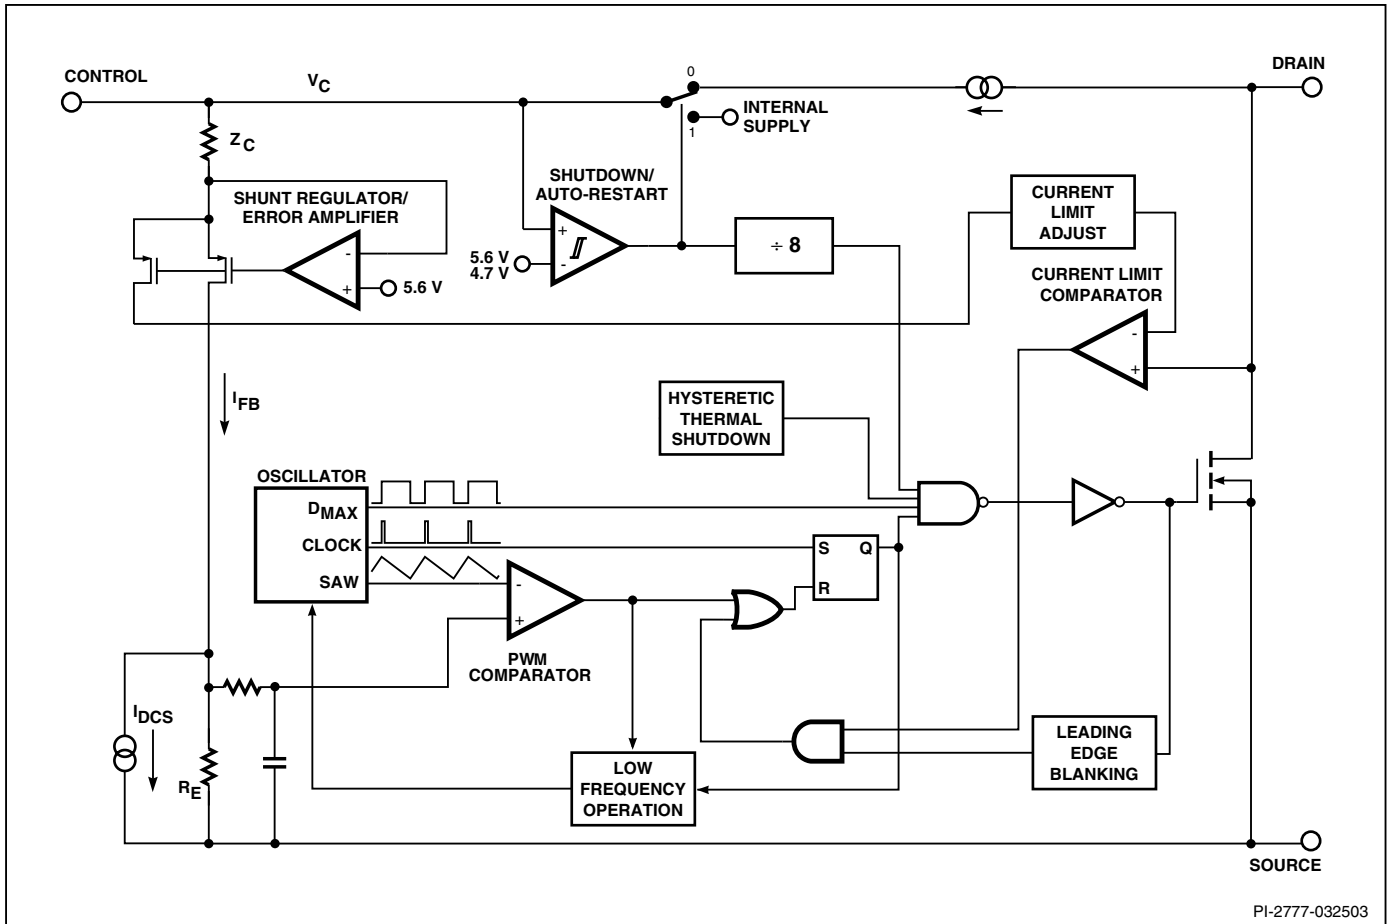 CONTROL
V_C
0
DRAIN
INTERNAL
SUPPLY
1
Z_C
SHUNT REGULATOR/
ERROR AMPLIFIER
-
+
5.6 V
SHUTDOWN/
AUTO-RESTART
+
-
5.6 V
4.7 V
÷ 8
CURRENT
LIMIT
ADJUST
CURRENT LIMIT
COMPARATOR
-
+
I_FB
HYSTERETIC
THERMAL
SHUTDOWN
OSCILLATOR
D_MAX
CLOCK
SAW
-
+
PWM
COMPARATOR
S Q
R
I_DCS
R_E
LOW
FREQUENCY
OPERATION
LEADING
EDGE
BLANKING
SOURCE
PI-2777-032503